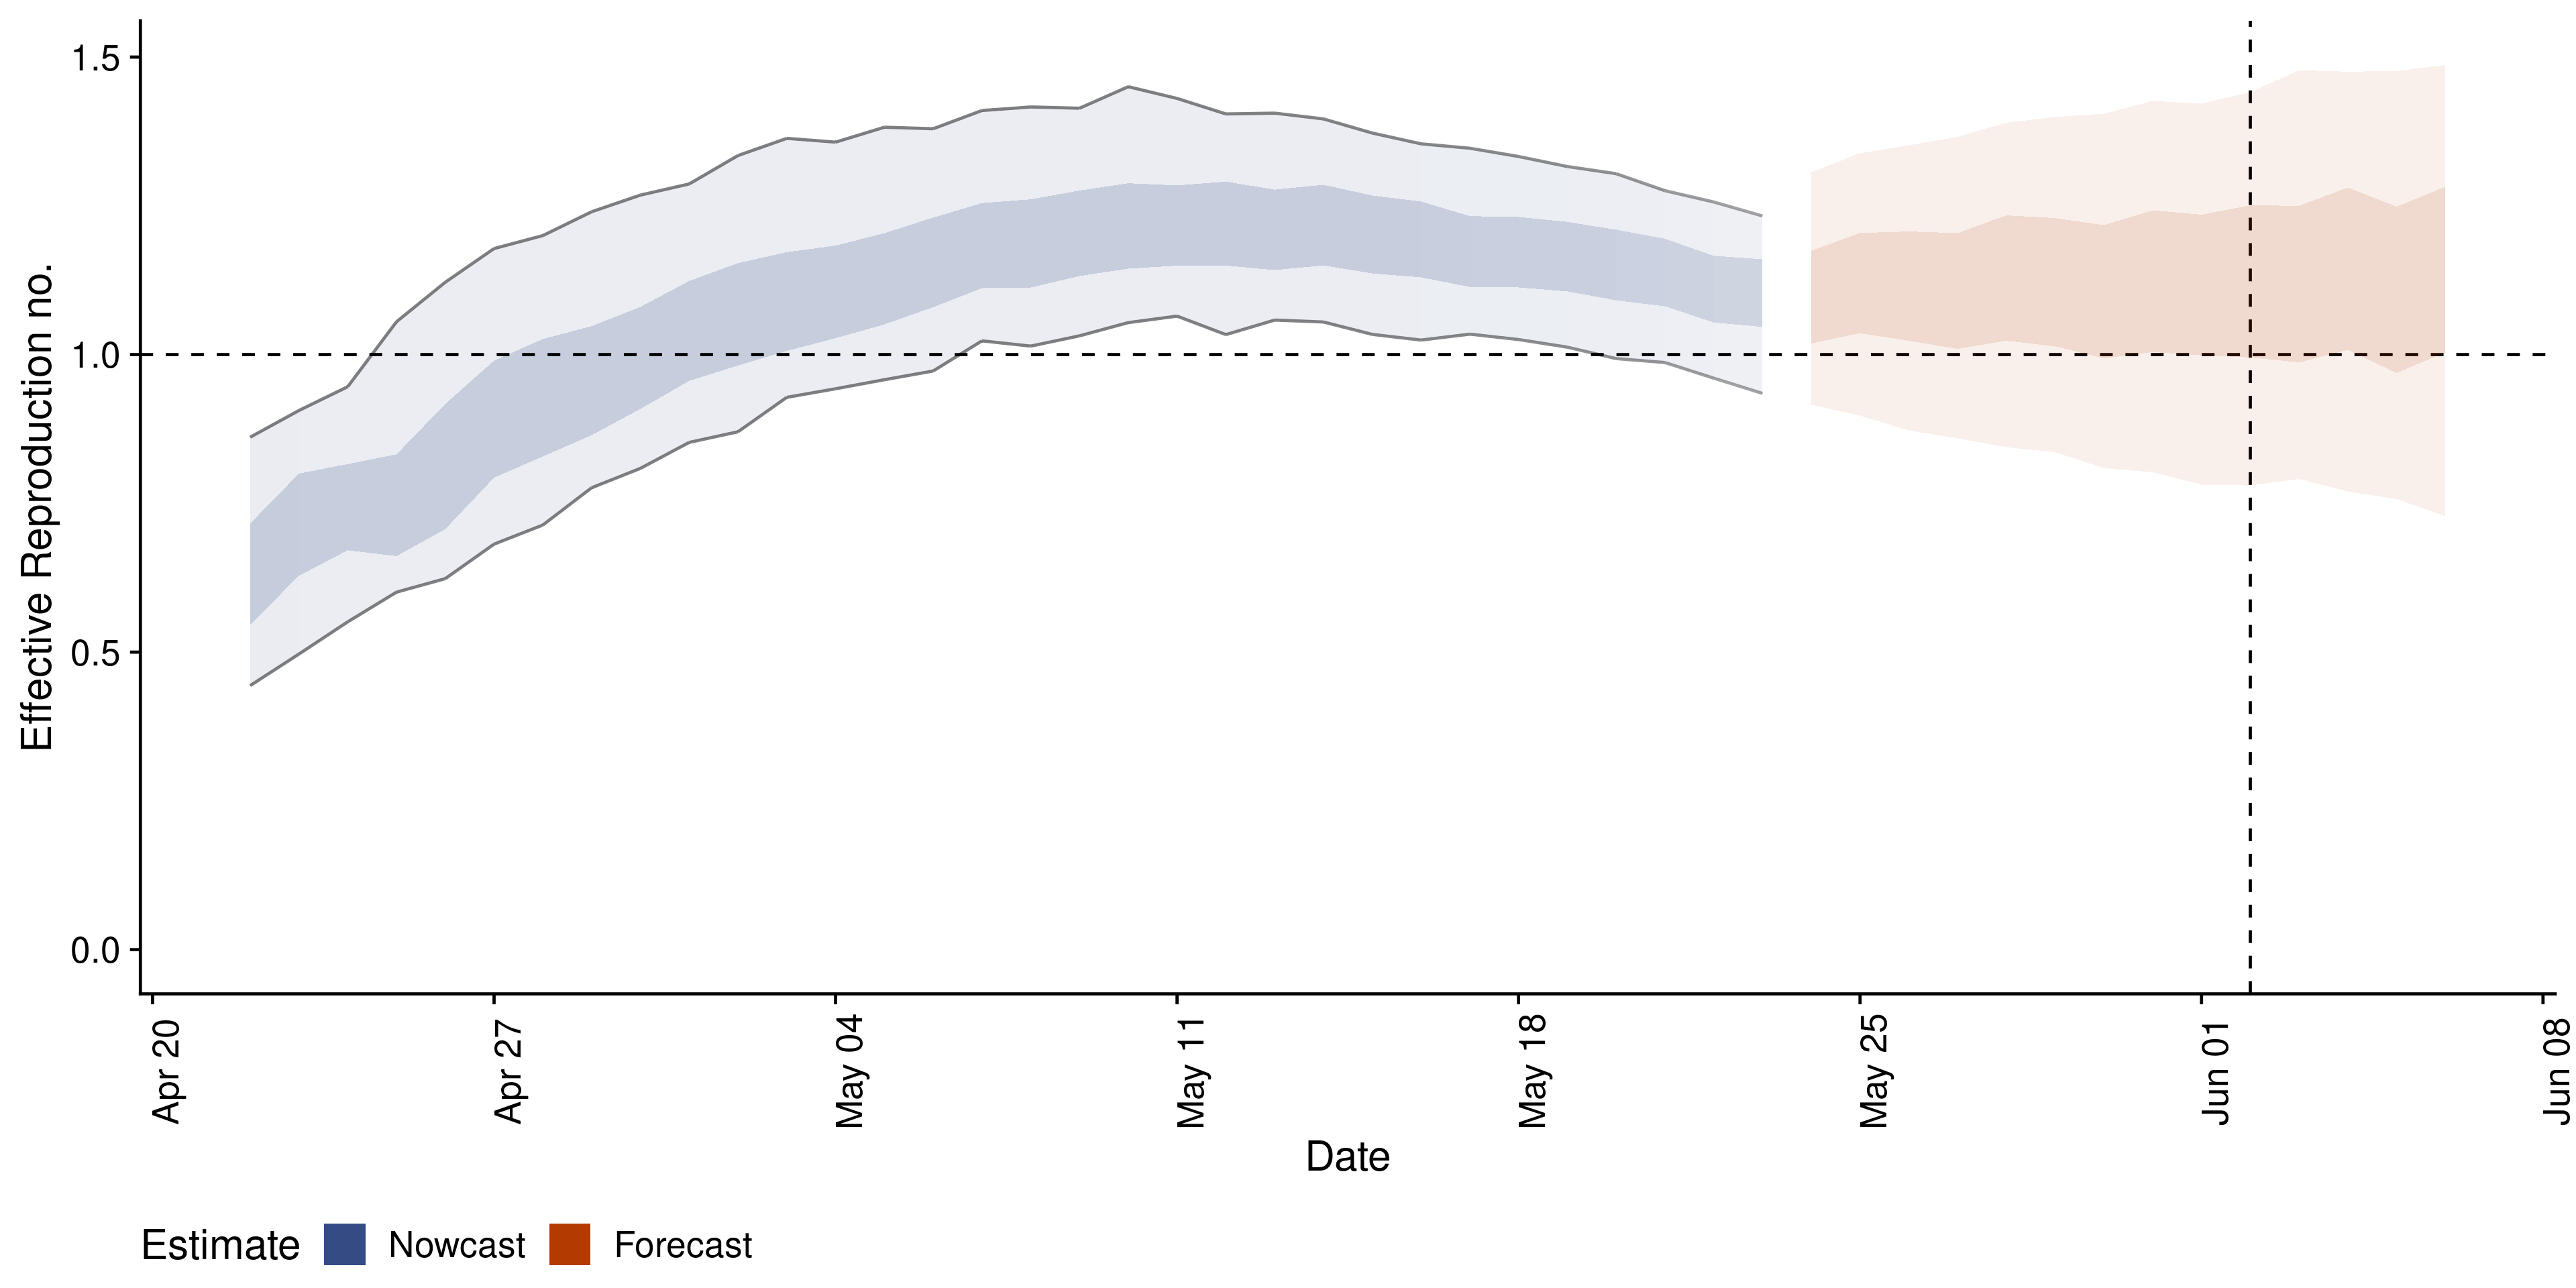 Effective Reproduction no.
1.5
1.0
0.5
0.0
Apr 20
Apr 27
May 04
May 11
May 18
May 25
Jun 01
Jun 08
Date
Estimate Nowcast Forecast